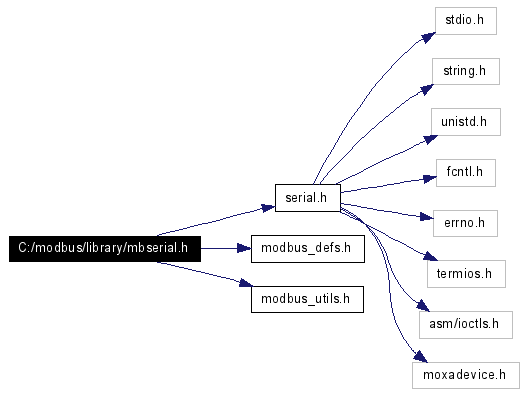 stdio.h
string.h
unistd.h
fcntl.h
serial.h
errno.h
C:/modbus/library/mbserial.h
modbus_defs.h
termios.h
modbus_utils.h
asm/ioctls.h
moxadevice.h